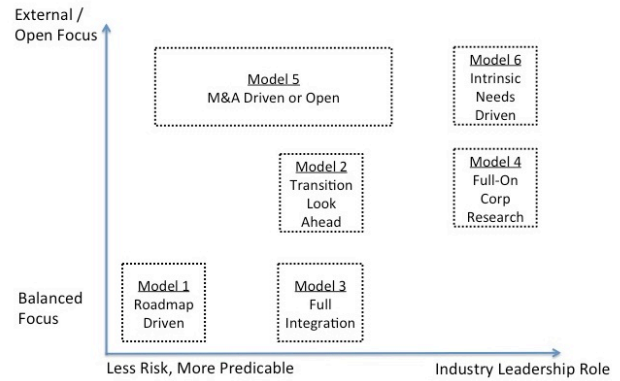 External /
Open Focus
Model 5
M&A Driven or Open
Model 6
Intrinsic
Needs
Driven
Model 2
Transition
Look
Ahead
Model 4
Full-On
Corp
Research
Balanced
Focus
Model 1
Roadmap
Driven
Model 3
Full
Integration
Less Risk, More Predicable
Industry Leadership Role